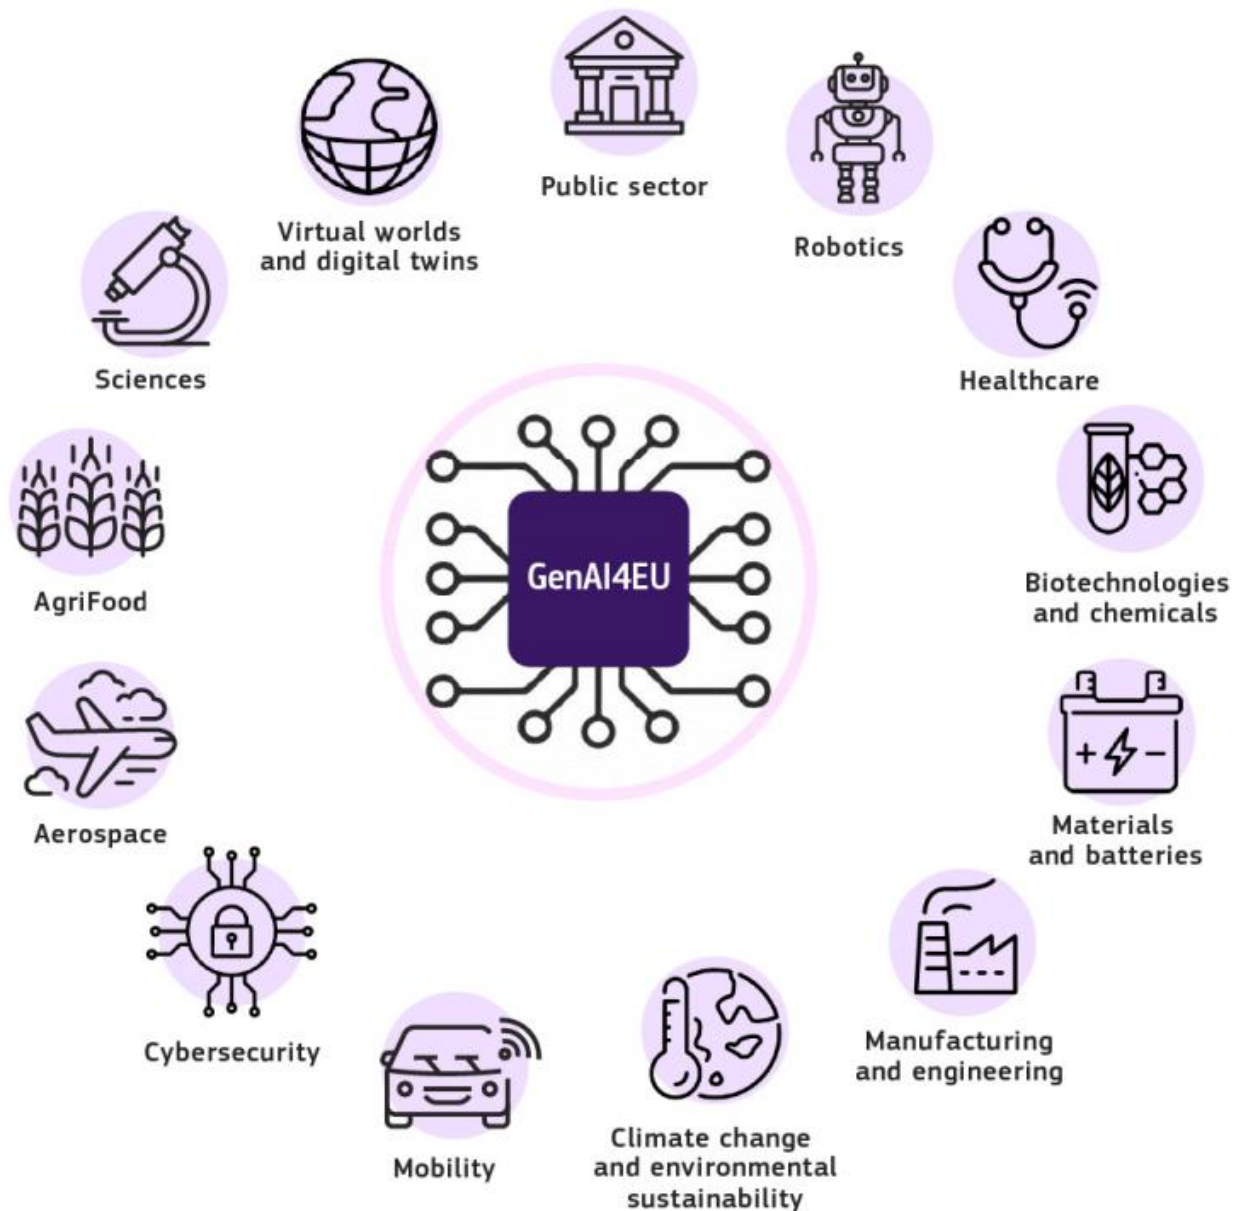 Public sector
Robotics
Healthcare
Biotechnologies
and chemicals
Materials
and batteries
Manufacturing
and engineering
Climate change
and environmental
sustainability
Mobility
Cybersecurity
Aerospace
AgriFood
Sciences
Virtual worlds
and digital twins
GenAI4EU